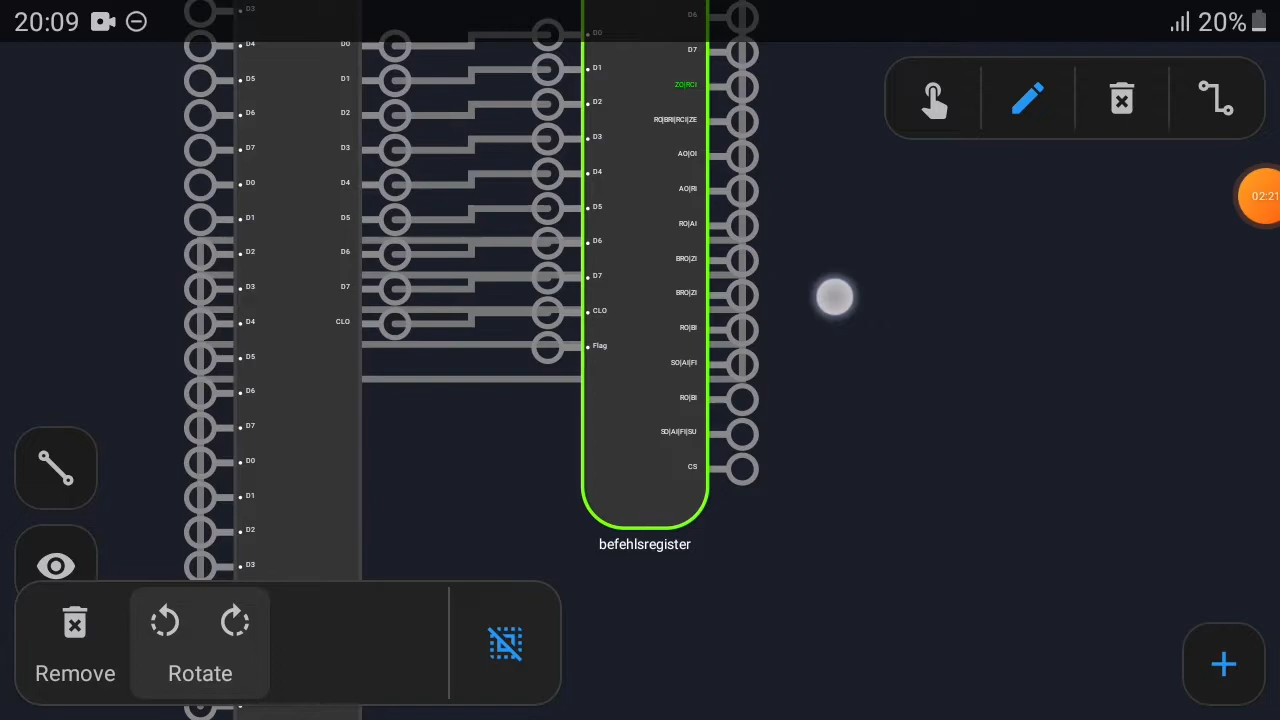 20:09
20%
D3
D4
D5
D6
D7
D0
D1
D2
D3
D4
D5
D6
D7
D0
D1
D2
D3
D0
D1
D2
D3
D4
D5
D6
D7
CLO
D0
D1
D2
D3
D4
D5
D6
D7
CLO
Flag
D6
D7
ZO|RCI
RO|BRI|RCI|ZE
AO|OI
AO|RI
RO|AI
BRO|ZI
BRO|ZI
RO|BI
SO|AI|FI
RO|BI
SO|AI|FI|SU
CS
befehlsregister
02:21
Remove
Rotate